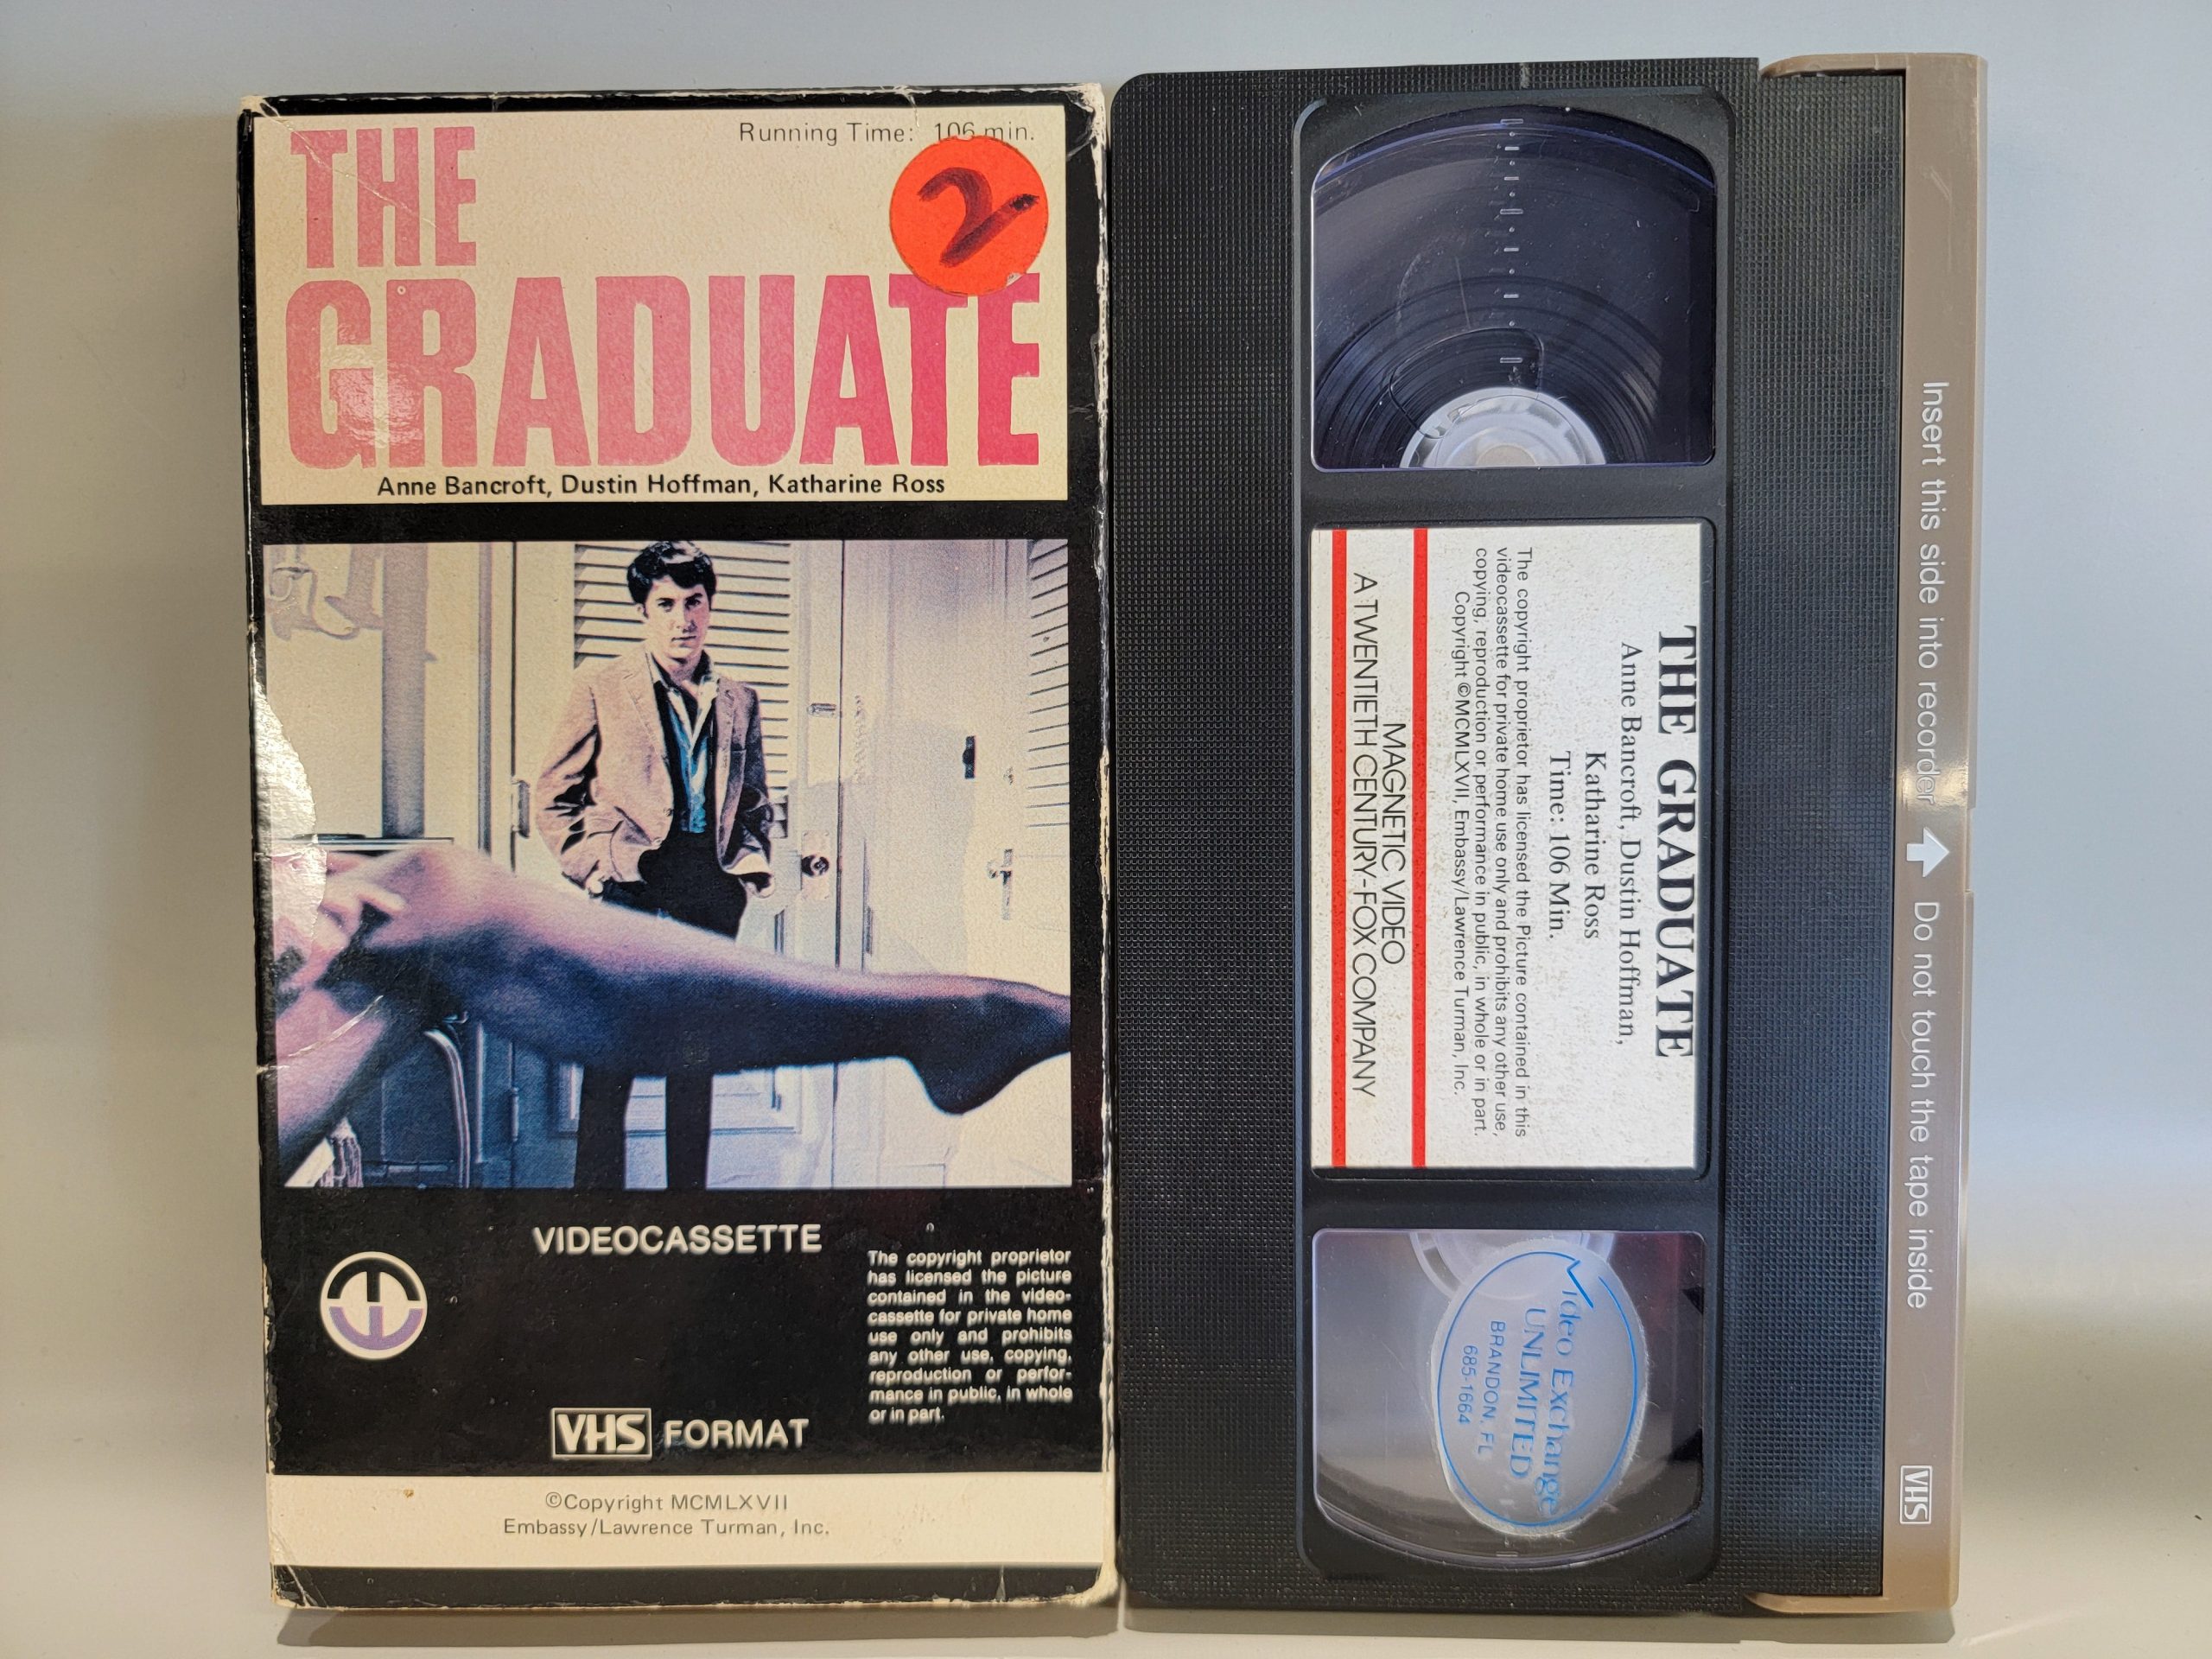 THE
Running Time: 106 min.
2
GRADUATE
Anne Bancroft, Dustin Hoffman, Katharine Ross
VIDEOCASSETTE
The copyright proprietor
has licensed the picture
contained in the video-
cassette for private home
use only and prohibits
any other use, copying,
reproduction or perfor-
mance in public, in whole
or in part.
VHS FORMAT
©Copyright MCMLXVII
Embassy/Lawrence Turman, Inc.
THE GRADUATE
Anne Bancroft, Dustin Hoffman,
Katharine Ross
Time: 106 Min.
The copyright proprietor has licensed the Picture contained in this
videocassette for private home use only and prohibits any other use,
copying, reproduction or performance in public, in whole or in part.
Copyright ©MCMLXVII, Embassy/Lawrence Turman, Inc.
MAGNETIC VIDEO
A TWENTIETH CENTURY-FOX COMPANY
Video Exchange
UNLIMITED
BRANDON, FL
685-1664
Insert this side into recorder Do not touch the tape inside
VHS